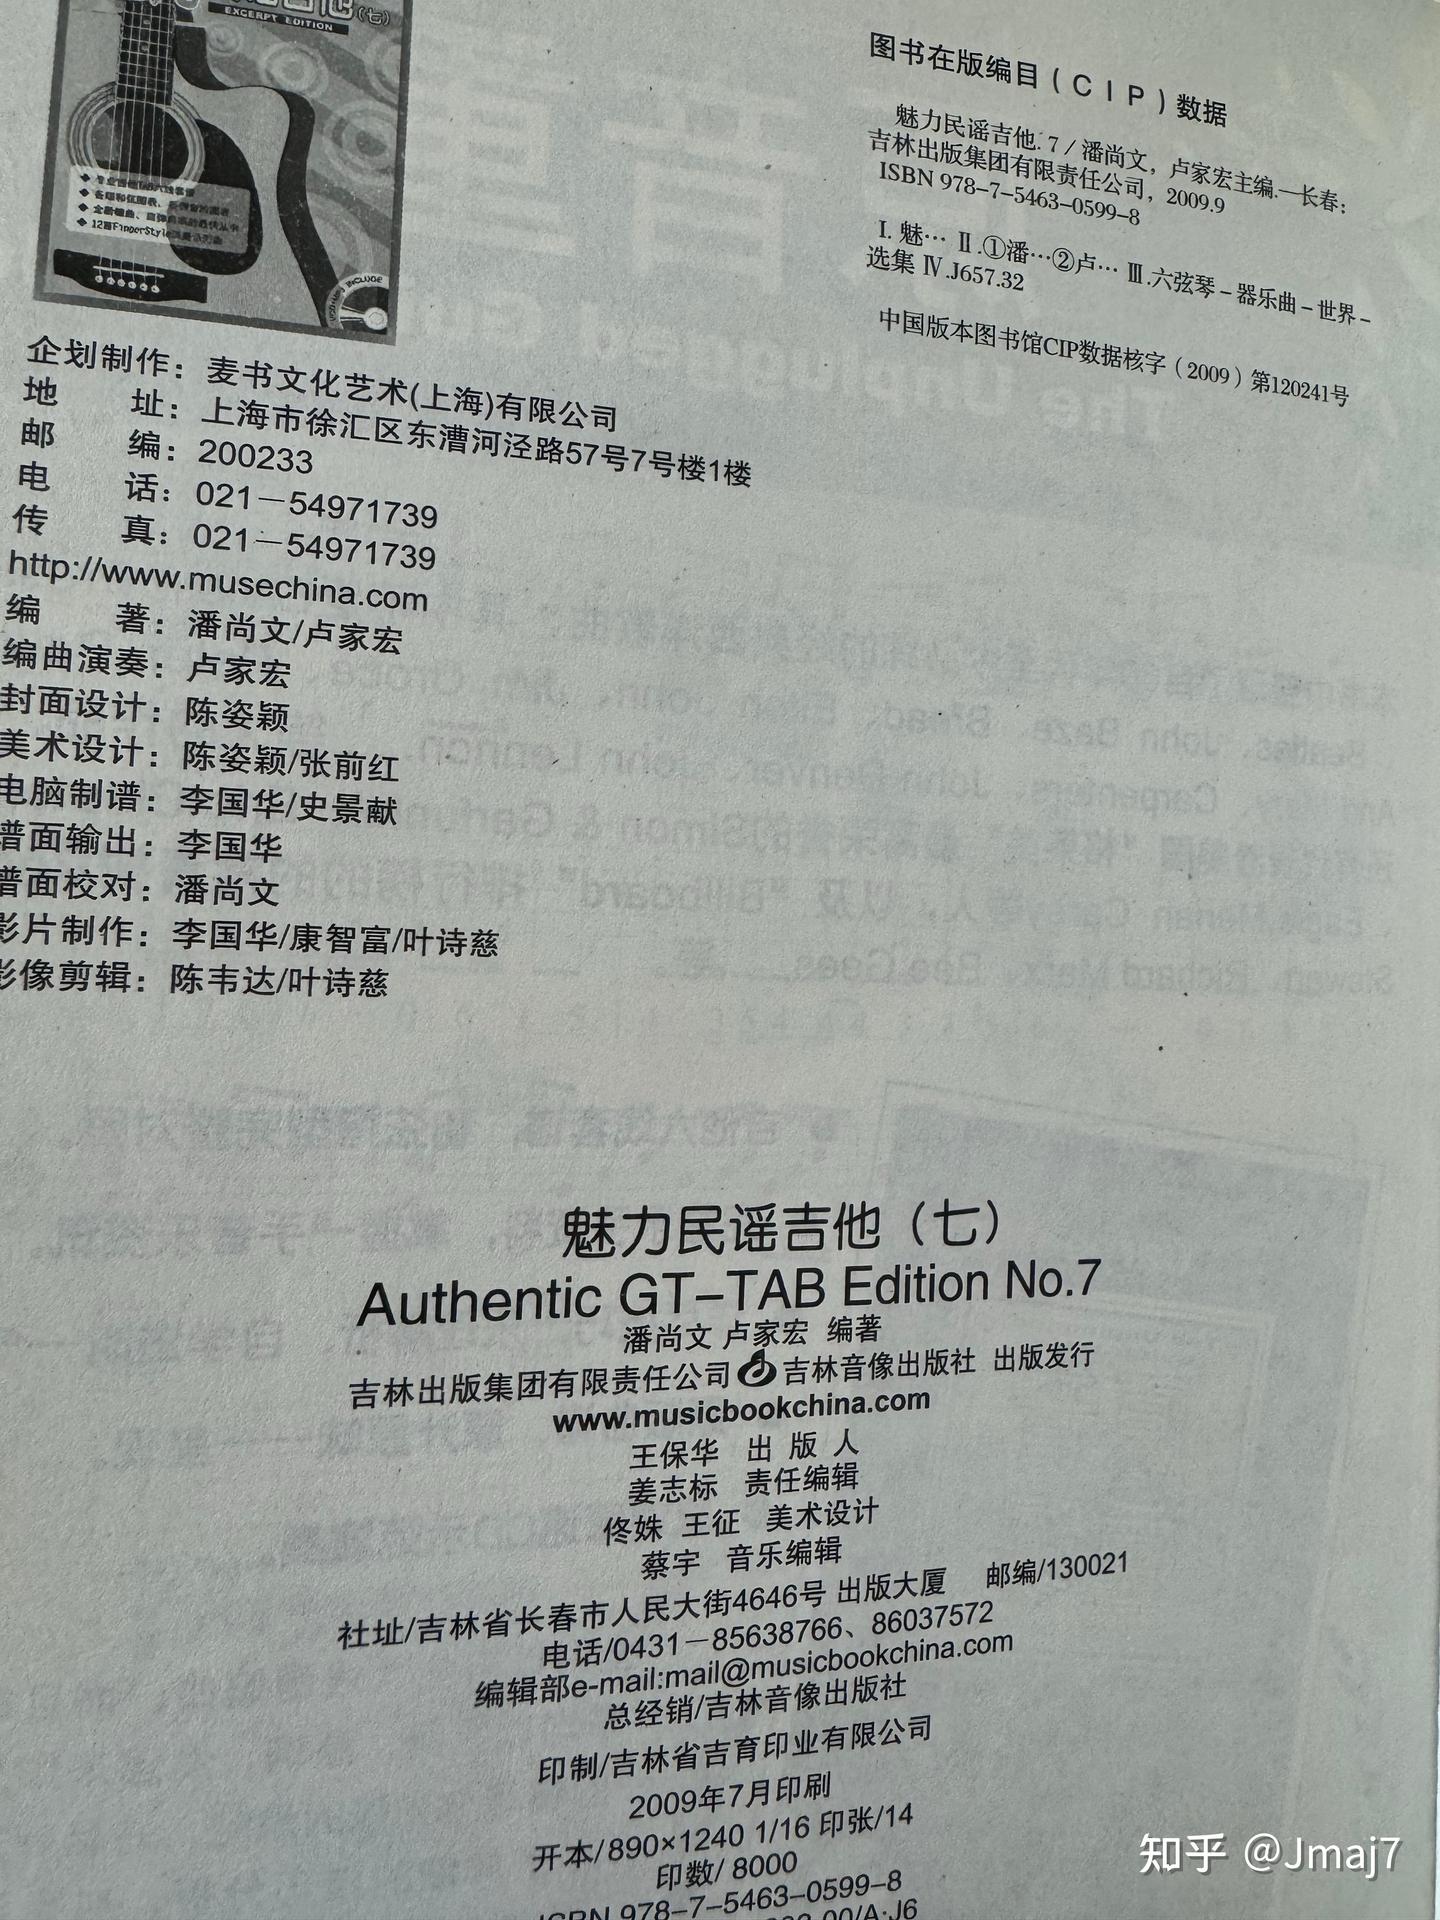 EXCERPT EDITION
(七)
图书在版编目(CIP)数据
魅力民谣吉他.7/潘尚文，卢家宏主编.—长春：
吉林出版集团有限责任公司，2009.9
ISBN 978-7-5463-0599-8
Ⅰ.魅… Ⅱ.①潘…②卢… Ⅲ.六弦琴－器乐曲－世界－
选集 Ⅳ.J657.32
中国版本图书馆CIP数据核字（2009）第120241号
企划制作：麦书文化艺术(上海)有限公司
地 址：上海市徐汇区东漕河泾路57号7号楼1楼
邮 编：200233
电 话：021－54971739
传 真：021－54971739
http://www.musechina.com
编 著：潘尚文/卢家宏
编曲演奏：卢家宏
封面设计：陈姿颖
美术设计：陈姿颖/张前红
电脑制谱：李国华/史景献
谱面输出：李国华
谱面校对：潘尚文
影片制作：李国华/康智富/叶诗慈
影像剪辑：陈韦达/叶诗慈
魅力民谣吉他（七）
Authentic GT–TAB Edition No.7
潘尚文 卢家宏 编著
吉林出版集团有限责任公司 吉林音像出版社 出版发行
www.musicbookchina.com
王保华 出 版 人
姜志标 责任编辑
佟姝 王征 美术设计
蔡宇 音乐编辑
社址/吉林省长春市人民大街4646号 出版大厦 邮编/130021
电话/0431－85638766、86037572
编辑部e-mail:mail@musicbookchina.com
总经销/吉林音像出版社
印制/吉林省吉育印业有限公司
2009年7月印刷
开本/890×1240 1/16 印张/14
印数/ 8000
ISBN 978–7–5463–0599–8
00/A·J6
知乎 @Jmaj7